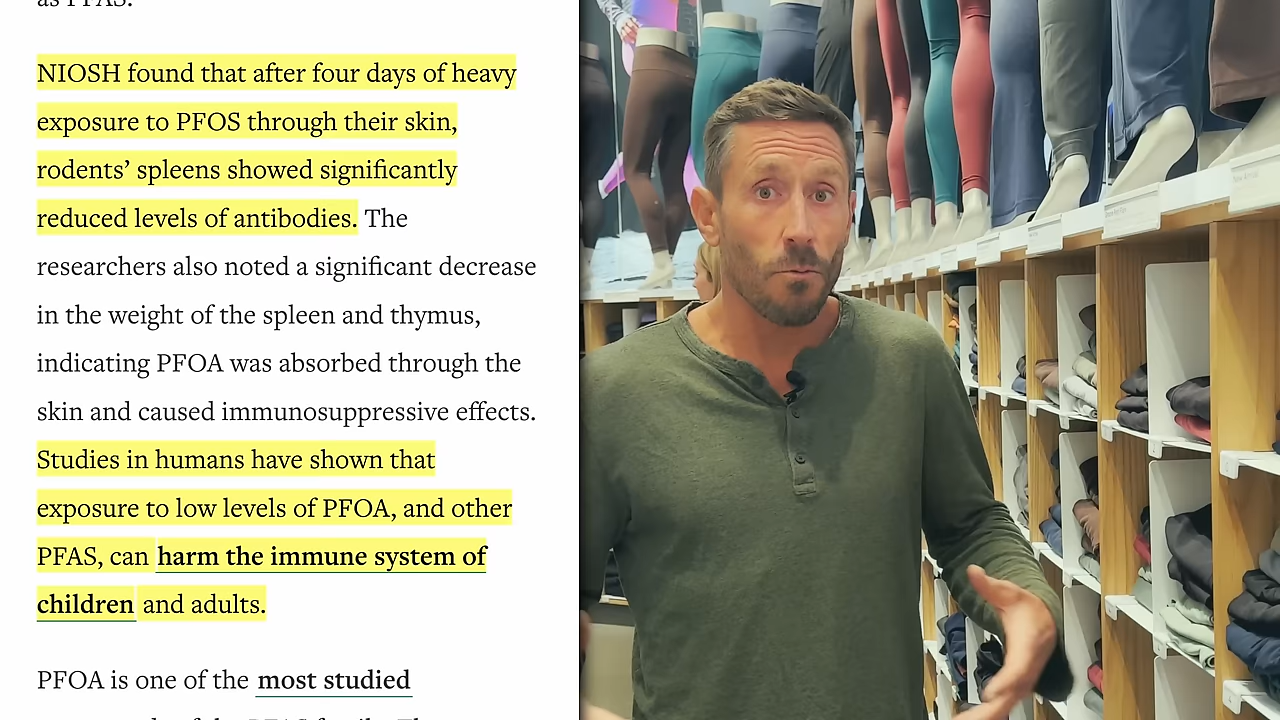 as PFAS.
NIOSH found that after four days of heavy
exposure to PFOS through their skin,
rodents’ spleens showed significantly
reduced levels of antibodies. The
researchers also noted a significant decrease
in the weight of the spleen and thymus,
indicating PFOA was absorbed through the
skin and caused immunosuppressive effects.
Studies in humans have shown that
exposure to low levels of PFOA, and other
PFAS, can harm the immune system of
children and adults.
PFOA is one of the most studied